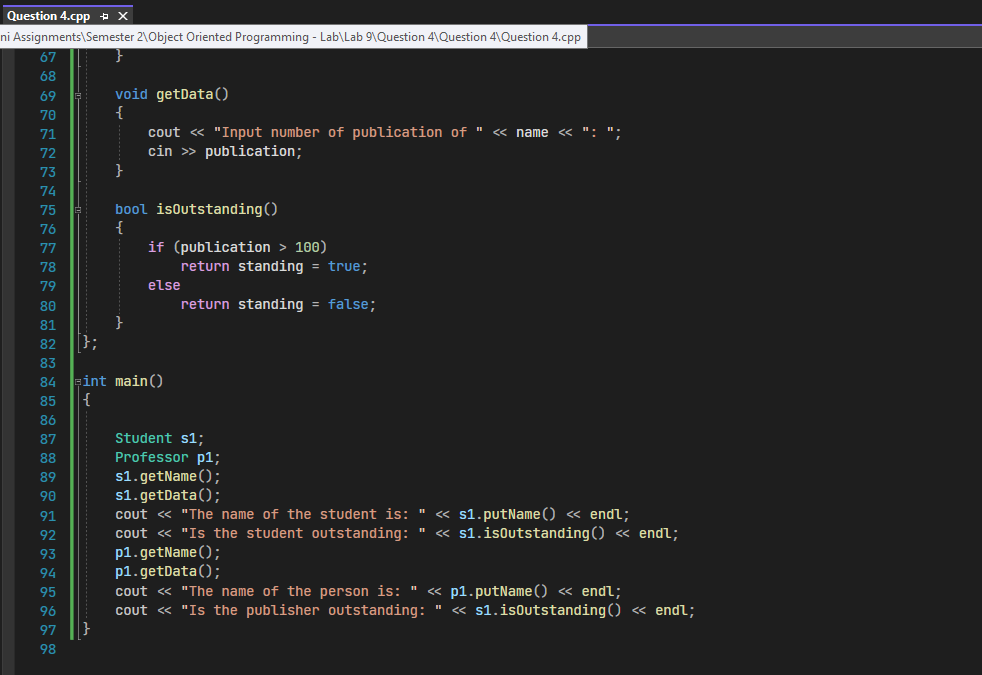 Question 4.cpp
ni Assignments\Semester 2\Object Oriented Programming - Lab\Lab 9\Question 4\Question 4\Question 4.cpp
67 }
68
69 void getData()
70 {
71 cout << "Input number of publication of " << name << ": ";
72 cin >> publication;
73 }
74
75 bool isOutstanding()
76 {
77 if (publication > 100)
78 return standing = true;
79 else
80 return standing = false;
81 }
82 };
83
84 int main()
85 {
86
87 Student s1;
88 Professor p1;
89 s1.getName();
90 s1.getData();
91 cout << "The name of the student is: " << s1.putName() << endl;
92 cout << "Is the student outstanding: " << s1.isOutstanding() << endl;
93 p1.getName();
94 p1.getData();
95 cout << "The name of the person is: " << p1.putName() << endl;
96 cout << "Is the publisher outstanding: " << s1.isOutstanding() << endl;
97 }
98